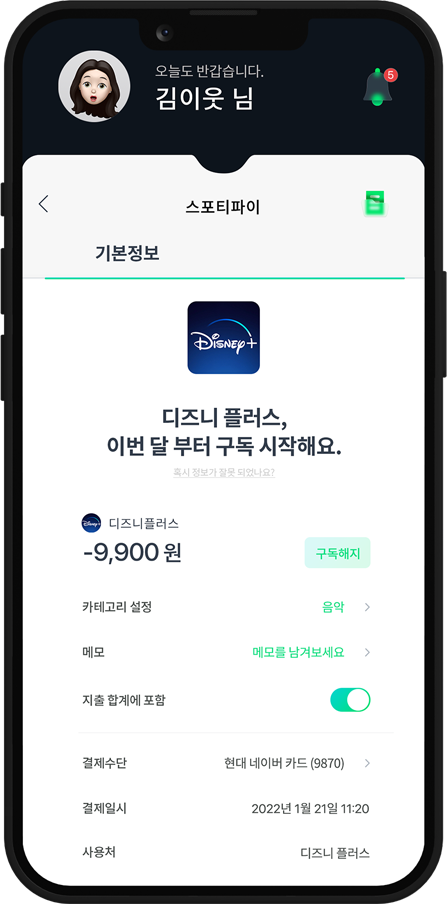 오늘도 반갑습니다.
김이웃 님
5
스포티파이
기본정보
Disney+
디즈니 플러스,
이번 달 부터 구독 시작해요.
혹시 정보가 잘못 되었나요?
Disney+ 디즈니플러스
-9,900 원 구독해지
카테고리 설정 음악
메모 메모를 남겨보세요
지출 합계에 포함
결제수단 현대 네이버 카드 (9870)
결제일시 2022년 1월 21일 11:20
사용처 디즈니 플러스